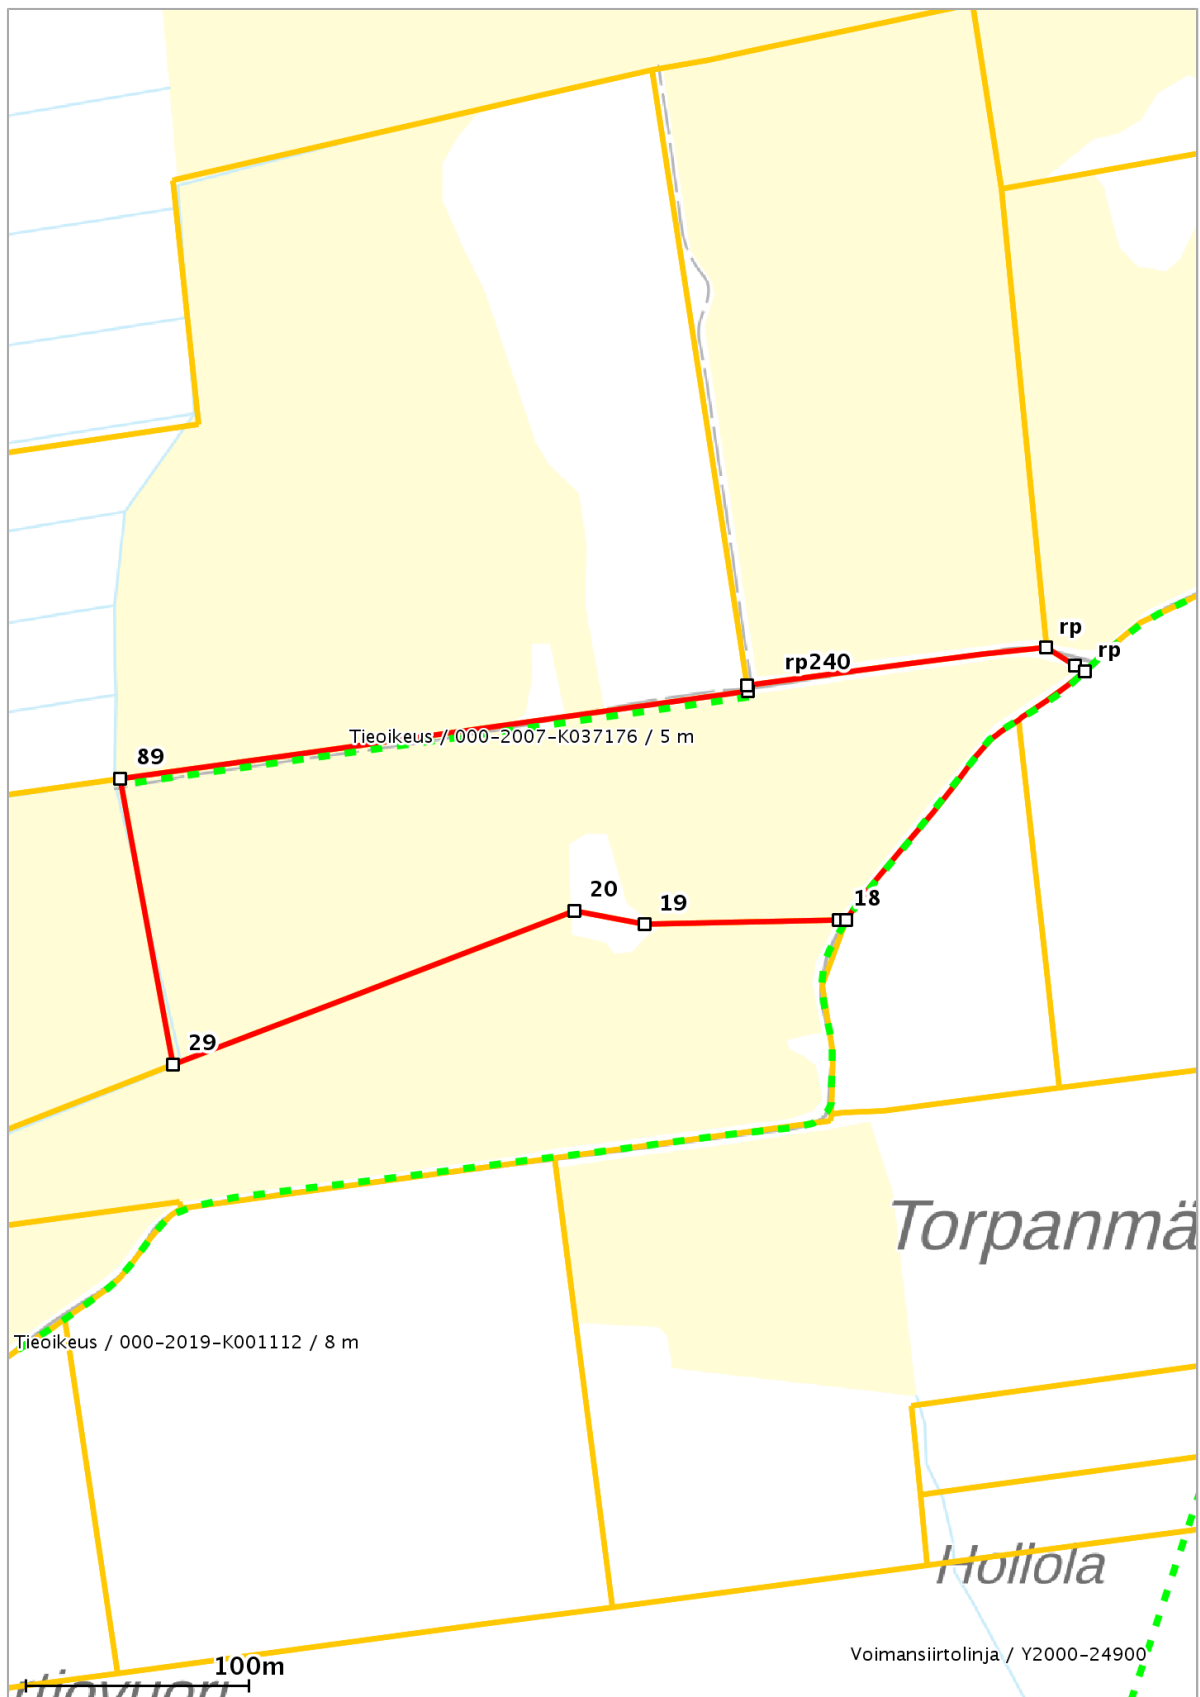 rp
rp
rp240
Tieoikeus / 000-2007-K037176 / 5 m
89
20
19
18
29
Torpanmä
Tieoikeus / 000-2019-K001112 / 8 m
Hollola
Voimansiirtolinja / Y2000-24900
100m